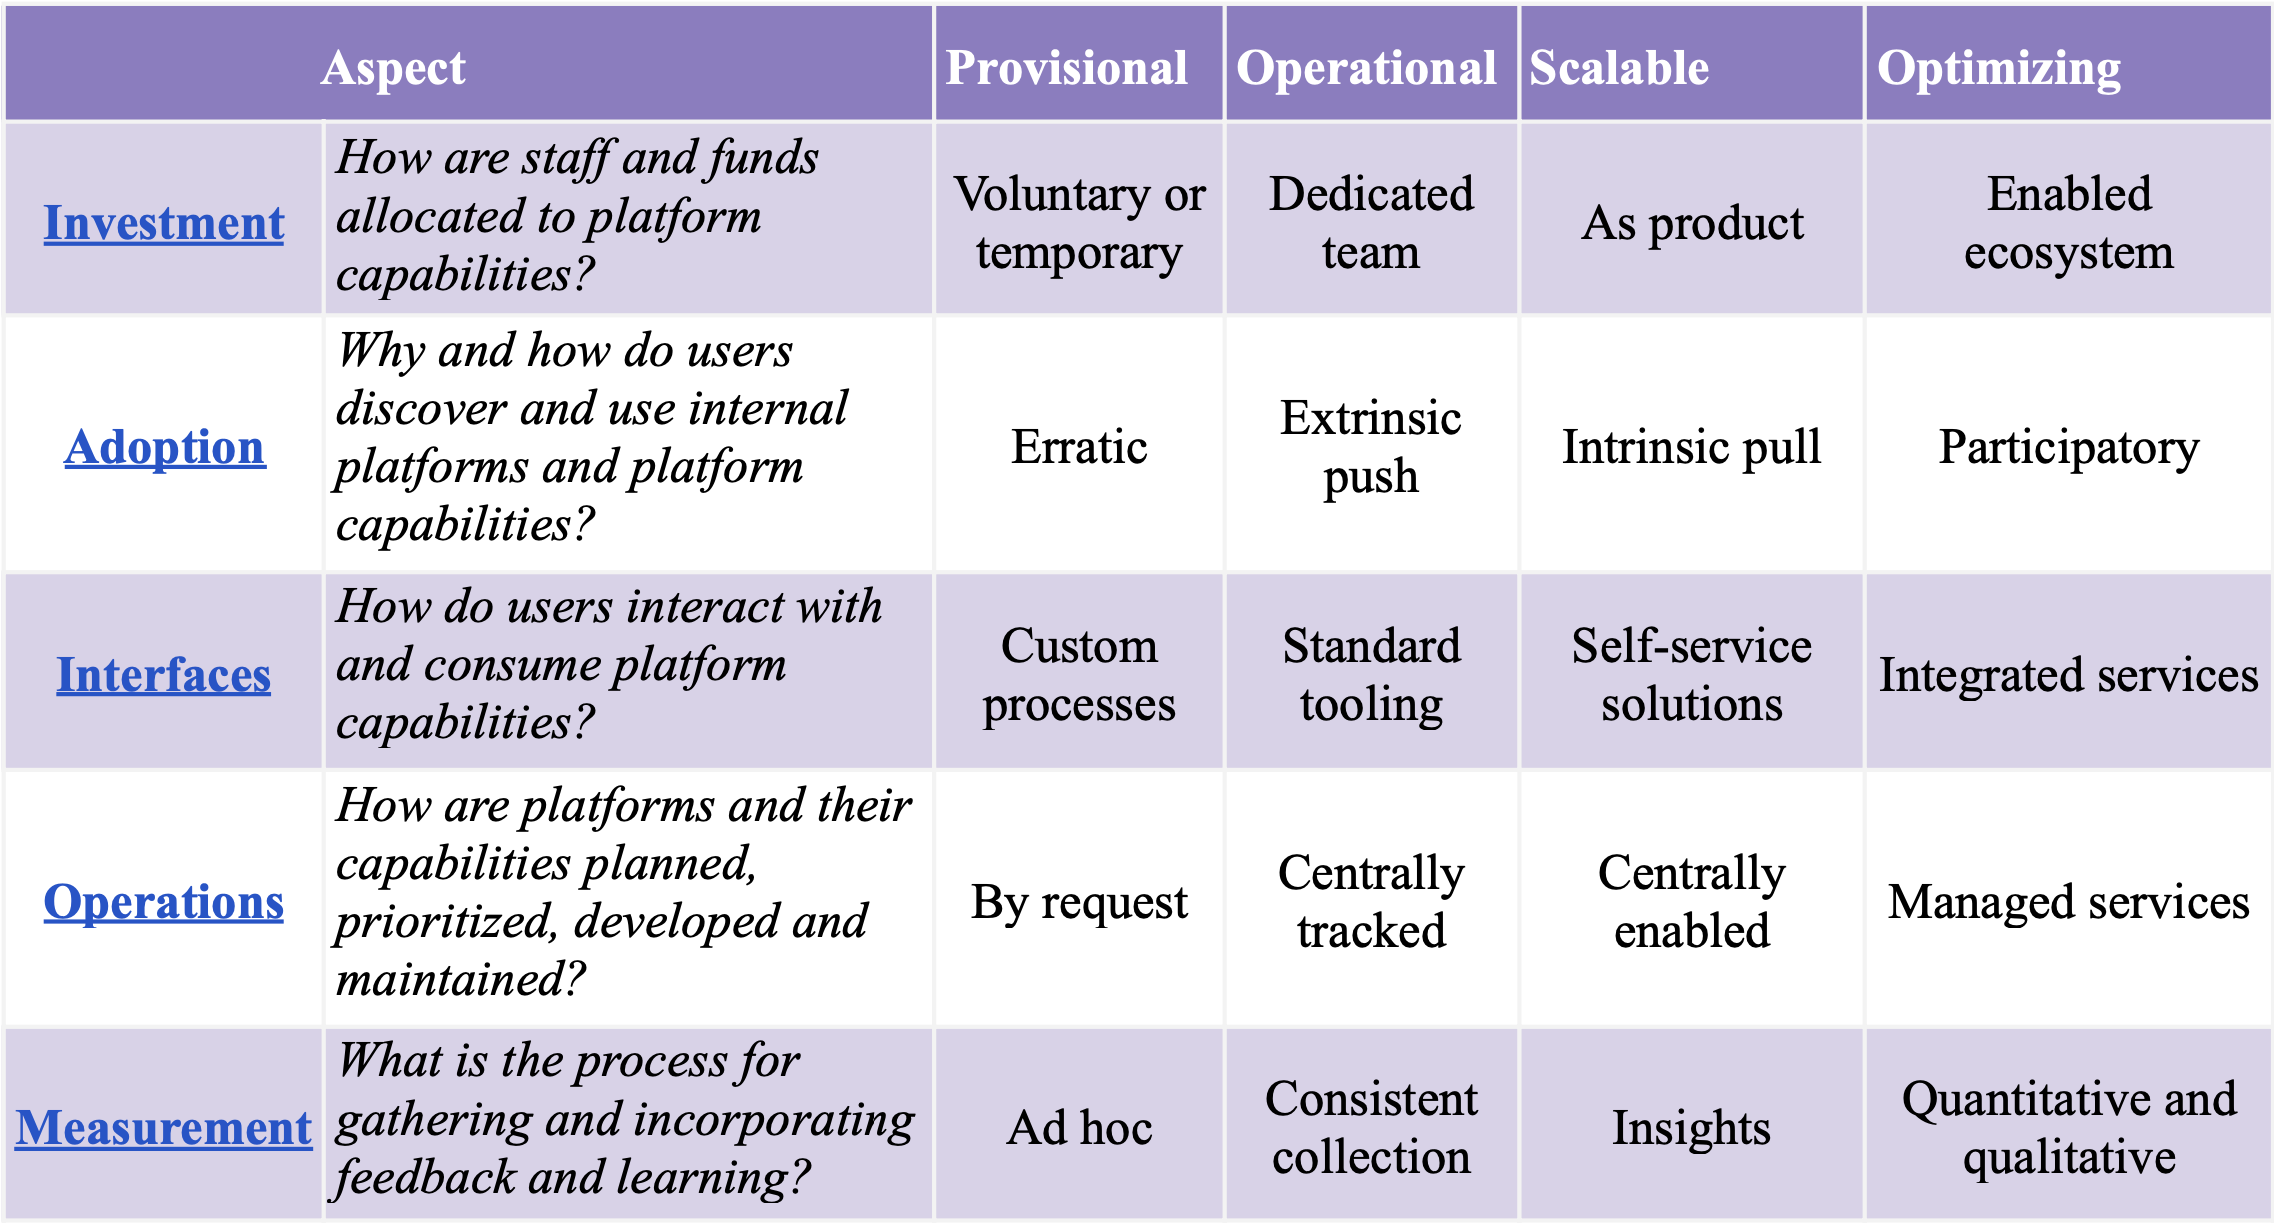 Aspect
Provisional
Operational
Scalable
Optimizing
Investment
How are staff and funds
allocated to platform
capabilities?
Voluntary or
temporary
Dedicated
team
As product
Enabled
ecosystem
Adoption
Why and how do users
discover and use internal
platforms and platform
capabilities?
Erratic
Extrinsic
push
Intrinsic pull
Participatory
Interfaces
How do users interact with
and consume platform
capabilities?
Custom
processes
Standard
tooling
Self-service
solutions
Integrated services
Operations
How are platforms and their
capabilities planned,
prioritized, developed and
maintained?
By request
Centrally
tracked
Centrally
enabled
Managed services
Measurement
What is the process for
gathering and incorporating
feedback and learning?
Ad hoc
Consistent
collection
Insights
Quantitative and
qualitative